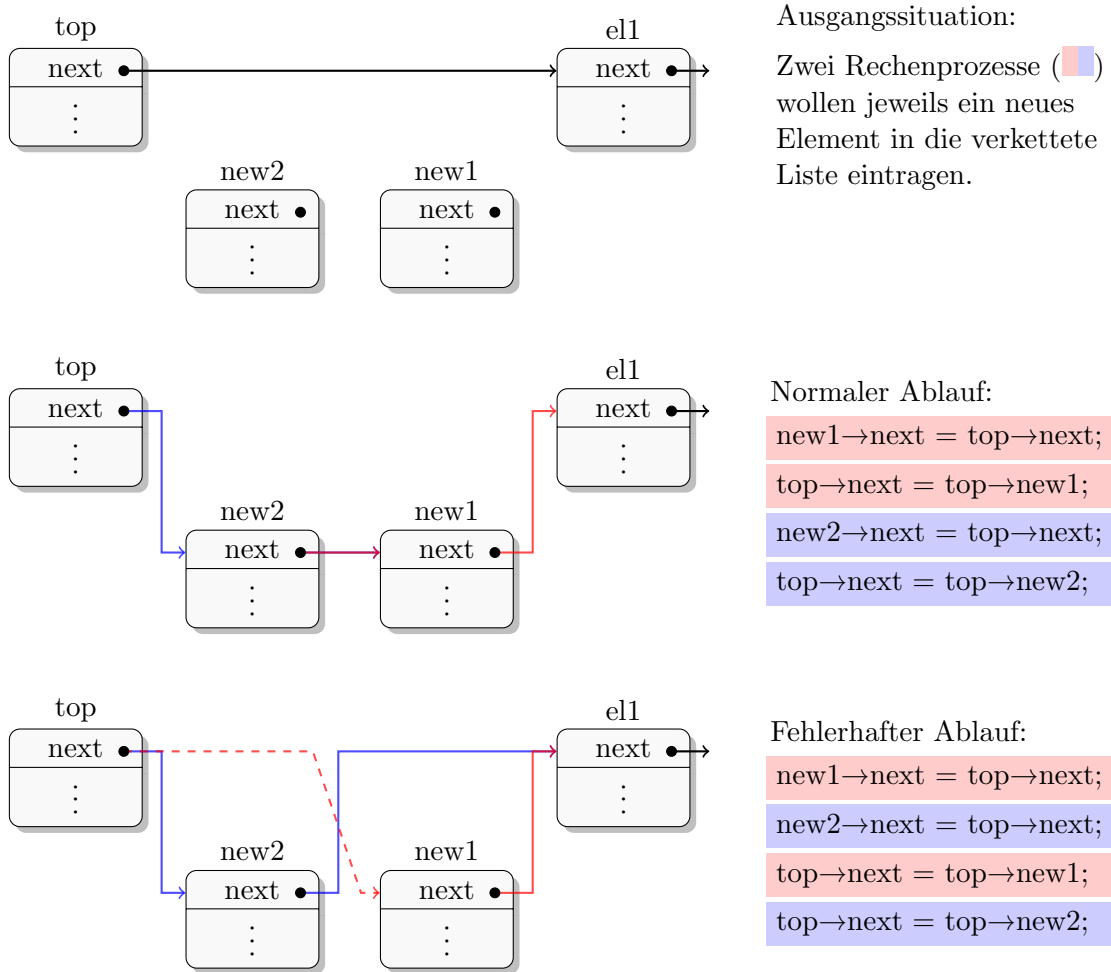 top
el1
next
next
⋮
⋮
new2
new1
next
next
⋮
⋮
Ausgangssituation:
Zwei Rechenprozesse ( )
wollen jeweils ein neues
Element in die verkettete
Liste eintragen.
top
el1
next
next
⋮
⋮
new2
new1
next
next
⋮
⋮
Normaler Ablauf:
new1→next = top→next;
top→next = top→new1;
new2→next = top→next;
top→next = top→new2;
top
el1
next
next
⋮
⋮
new2
new1
next
next
⋮
⋮
Fehlerhafter Ablauf:
new1→next = top→next;
new2→next = top→next;
top→next = top→new1;
top→next = top→new2;